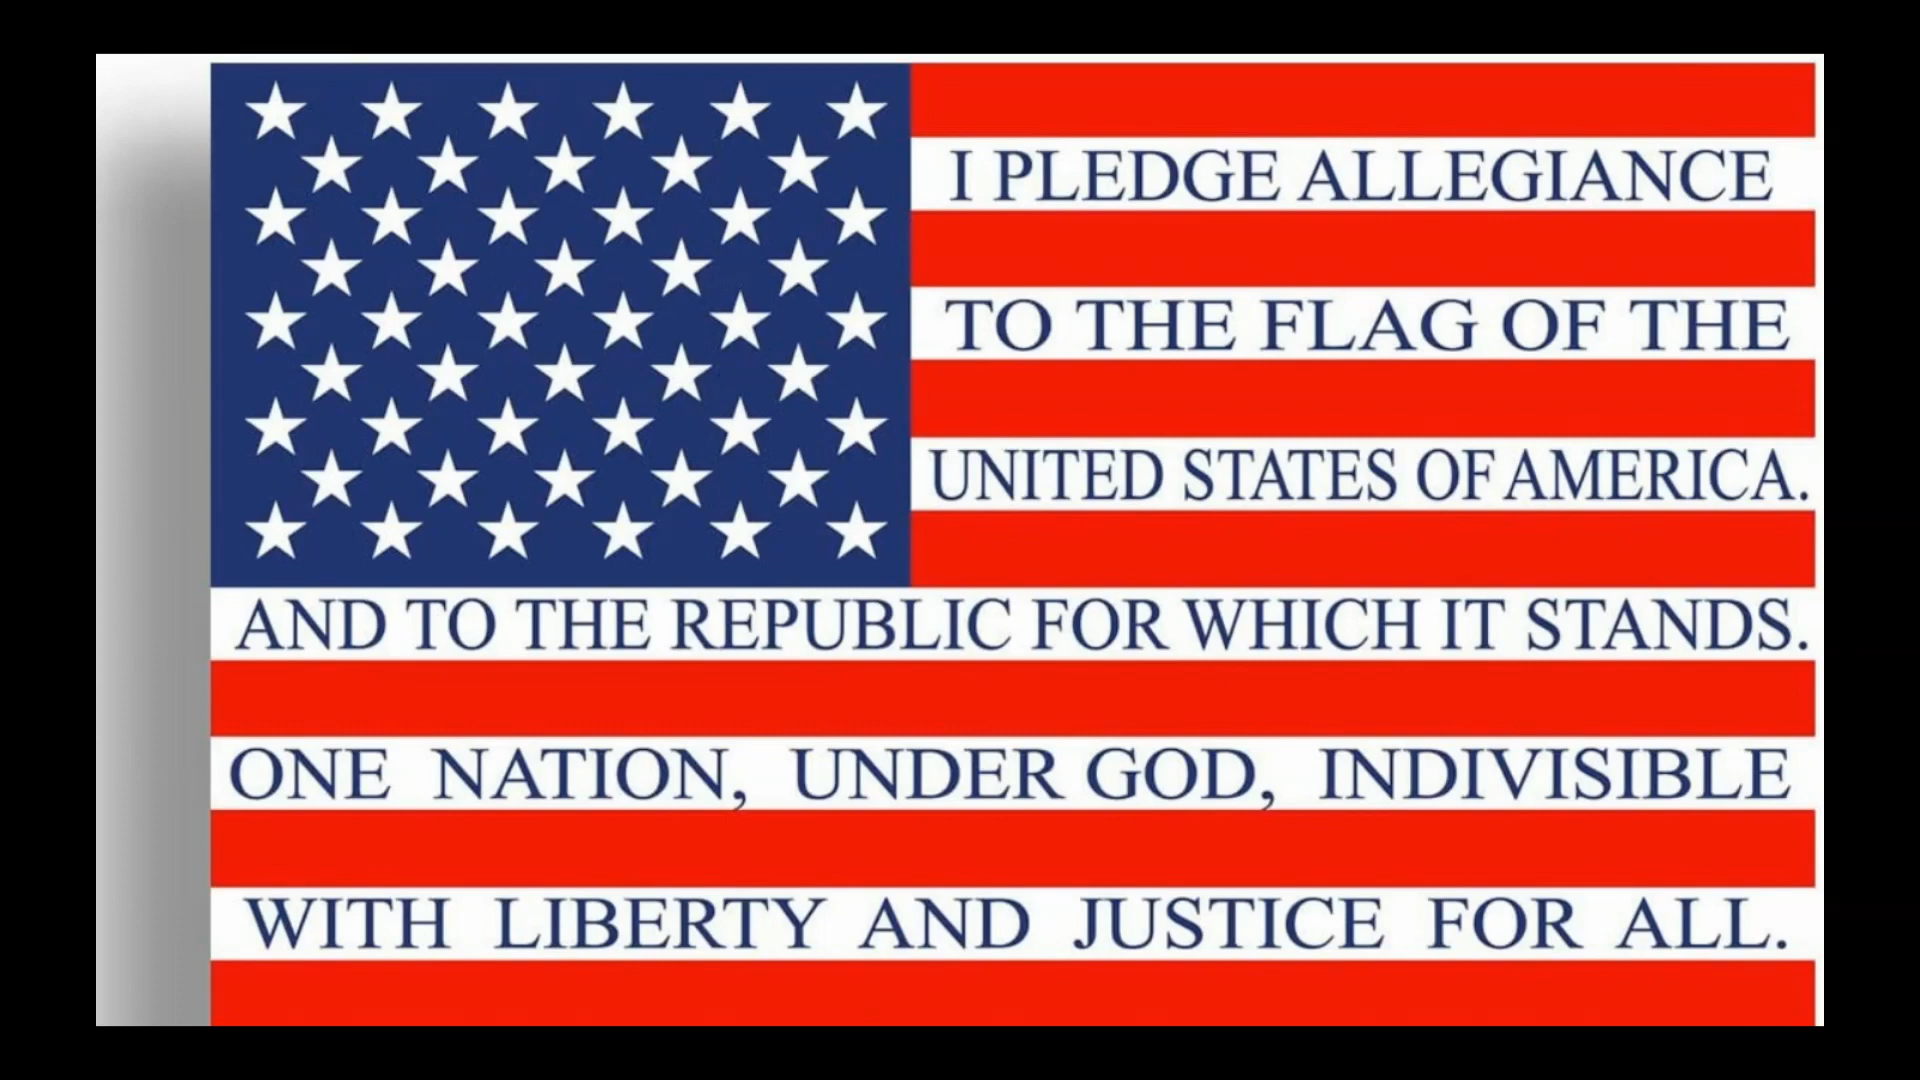 I PLEDGE ALLEGIANCE
TO THE FLAG OF THE
UNITED STATES OF AMERICA.
AND TO THE REPUBLIC FOR WHICH IT STANDS.
ONE NATION, UNDER GOD, INDIVISIBLE
WITH LIBERTY AND JUSTICE FOR ALL.